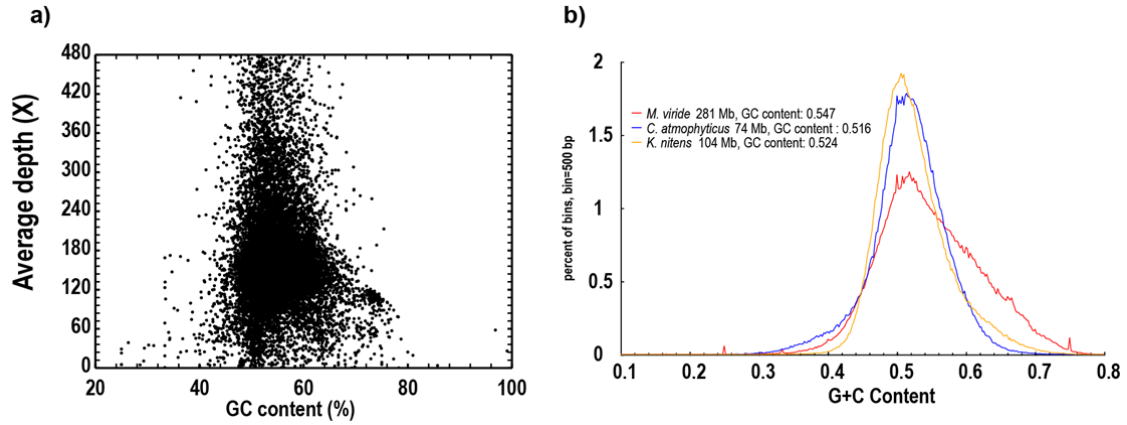 a)
480
420
360
300
240
180
120
60
0
Average depth (X)
20 40 60 80 100
GC content (%)
b)
2
1.5
1
0.5
0
percent of bins, bin=500 bp
M. viride 281 Mb, GC content: 0.547
C. atmophyticus 74 Mb, GC content : 0.516
K. nitens 104 Mb, GC content: 0.524
0.1 0.2 0.3 0.4 0.5 0.6 0.7 0.8
G+C Content